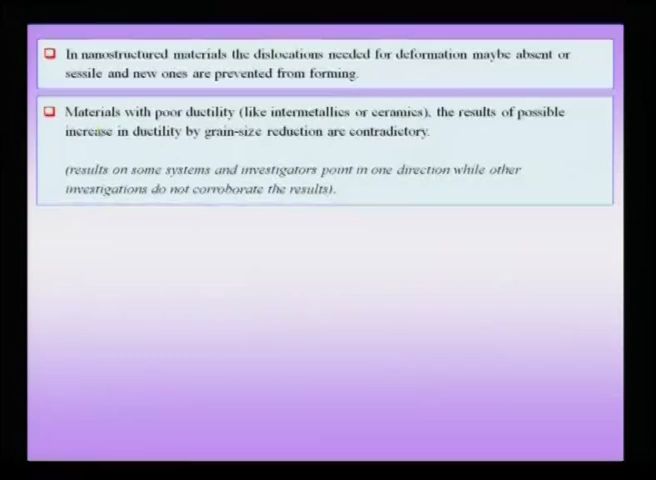 In nanostructured materials the dislocations needed for deformation maybe absent or
sessile and new ones are prevented from forming.
Materials with poor ductility (like intermetallics or ceramics), the results of possible
increase in ductility by grain-size reduction are contradictory.
(results on some systems and investigators point in one direction while other
investigations do not corroborate the results).